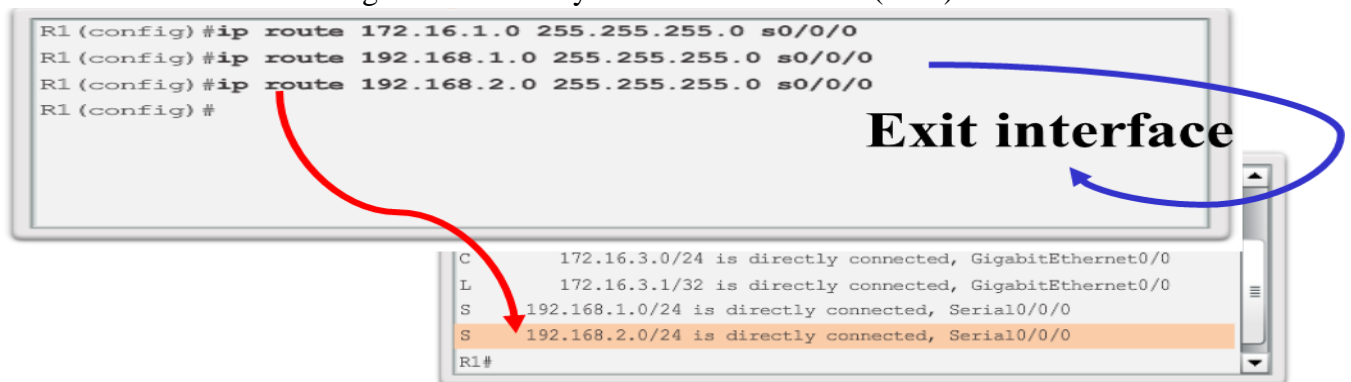 R1(config)#ip route 172.16.1.0 255.255.255.0 s0/0/0
R1(config)#ip route 192.168.1.0 255.255.255.0 s0/0/0
R1(config)#ip route 192.168.2.0 255.255.255.0 s0/0/0
R1(config)#
Exit interface
C 172.16.3.0/24 is directly connected, GigabitEthernet0/0
L 172.16.3.1/32 is directly connected, GigabitEthernet0/0
S 192.168.1.0/24 is directly connected, Serial0/0/0
S 192.168.2.0/24 is directly connected, Serial0/0/0
R1#